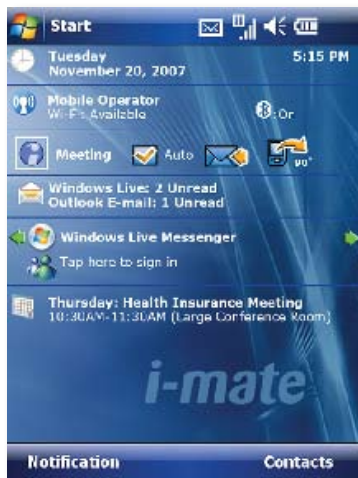 Start
Tuesday 5:15 PM
November 20, 2007
Mobile Operator
Wi-Fi: Available
Meeting Auto 90°
Windows Live: 2 Unread
Outlook E-mail: 1 Unread
Windows Live Messenger
Tap here to sign in
Thursday: Health Insurance Meeting
10:30AM-11:30AM (Large Conference Room)
i-mate
Notification Contacts